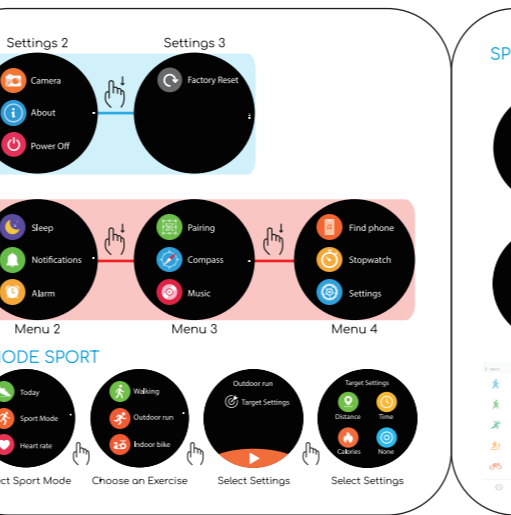 Settings 2
Settings 3
Camera
About
Power Off
Factory Reset
Sleep
Notifications
Alarm
Pairing
Compass
Music
Find phone
Stopwatch
Settings
Menu 2
Menu 3
Menu 4
MODE SPORT
Today
Sport Mode
Heart rate
Walking
Outdoor run
Indoor bike
Outdoor run
Target Settings
Target Settings
Distance
Time
Calories
None
ct Sport Mode
Choose an Exercise
Select Settings
Select Settings
SP